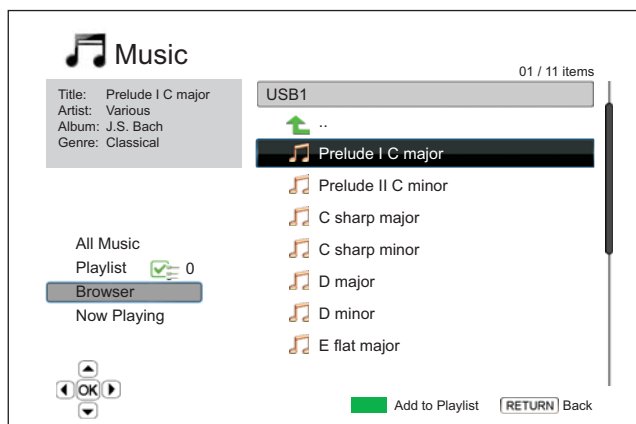 Music
01 / 11 items
Title: Prelude I C major
Artist: Various
Album: J.S. Bach
Genre: Classical
USB1
..
Prelude I C major
Prelude II C minor
C sharp major
C sharp minor
D major
D minor
E flat major
All Music
Playlist 0
Browser
Now Playing
OK
Add to Playlist
RETURN Back